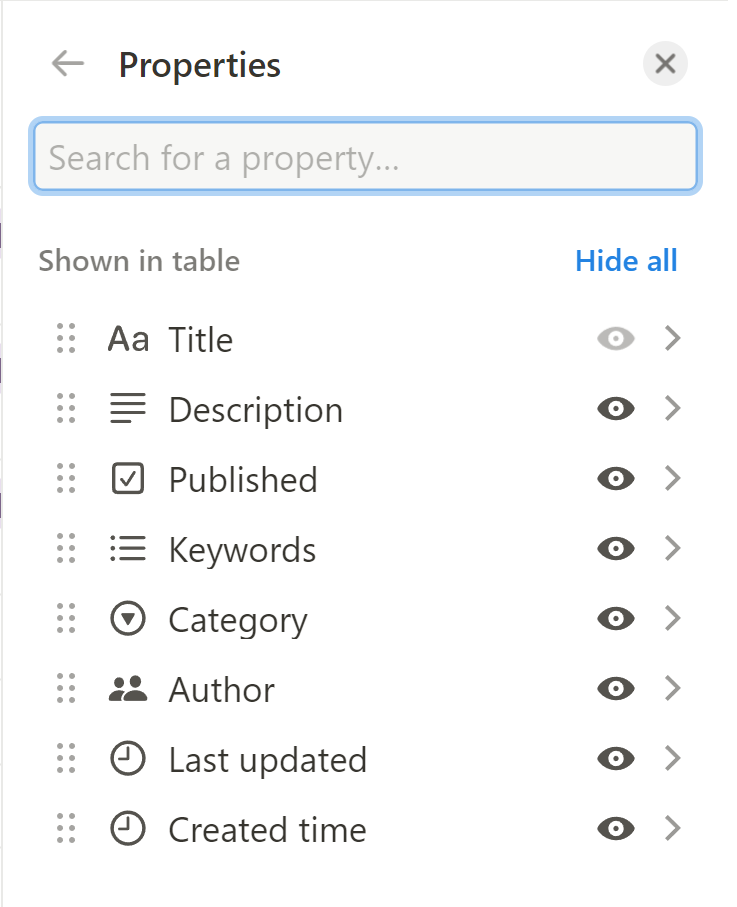 Properties
Search for a property...
Shown in table Hide all
Aa Title
Description
Published
Keywords
Category
Author
Last updated
Created time